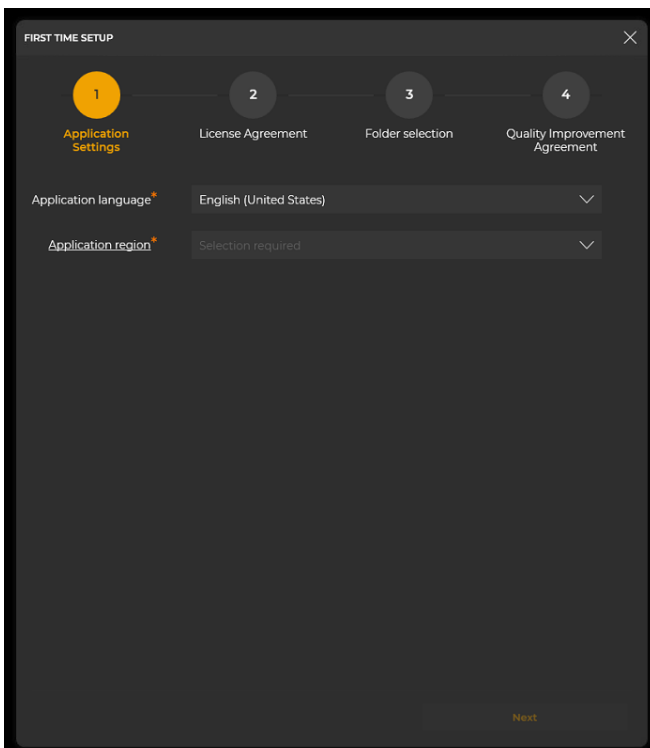 FIRST TIME SETUP
1
2
3
4
Application
Settings
License Agreement
Folder selection
Quality Improvement
Agreement
Application language*
English (United States)
Application region*
Selection required
Next